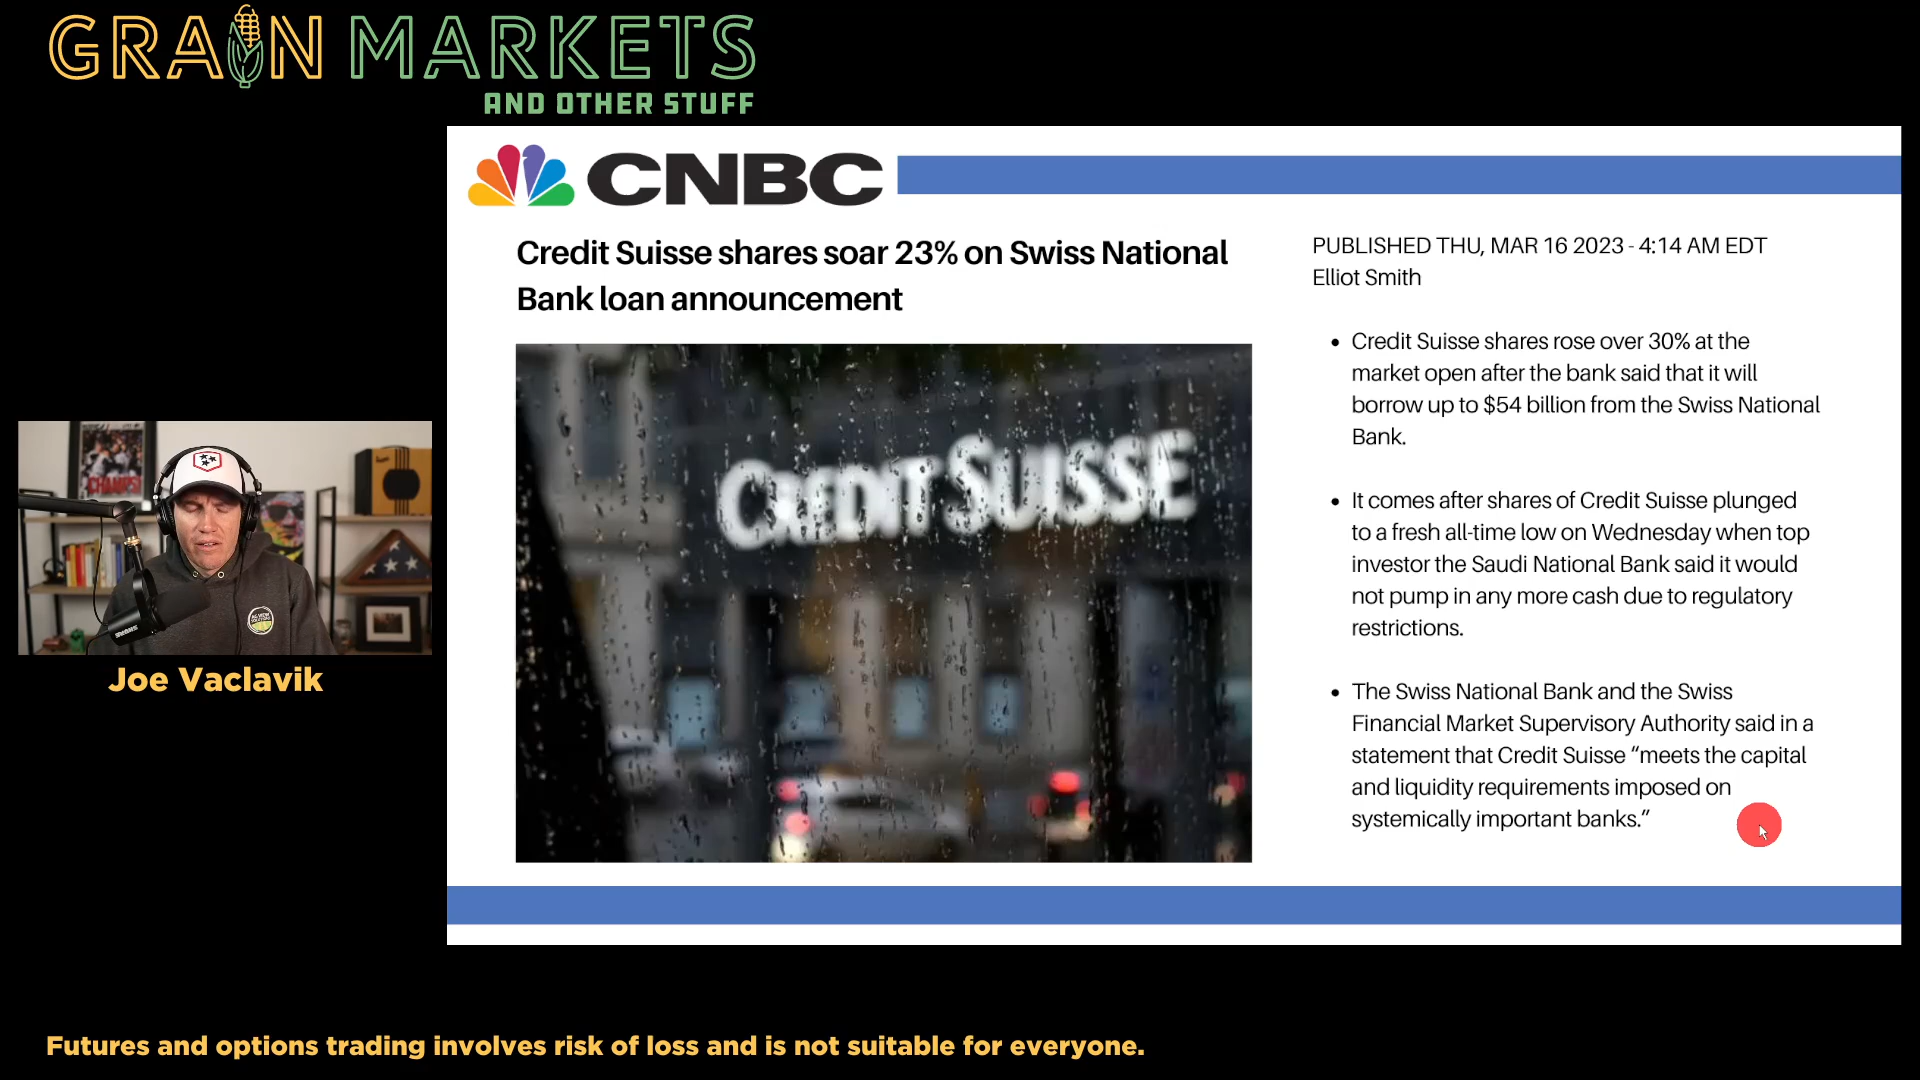 GRAIN MARKETS
AND OTHER STUFF
CNBC
Credit Suisse shares soar 23% on Swiss National
Bank loan announcement
CREDIT SUISSE
PUBLISHED THU, MAR 16 2023 - 4:14 AM EDT
Elliot Smith
• Credit Suisse shares rose over 30% at the
market open after the bank said that it will
borrow up to $54 billion from the Swiss National
Bank.
• It comes after shares of Credit Suisse plunged
to a fresh all-time low on Wednesday when top
investor the Saudi National Bank said it would
not pump in any more cash due to regulatory
restrictions.
• The Swiss National Bank and the Swiss
Financial Market Supervisory Authority said in a
statement that Credit Suisse “meets the capital
and liquidity requirements imposed on
systemically important banks.”
CHAMPS!
SHURE
Joe Vaclavik
Futures and options trading involves risk of loss and is not suitable for everyone.